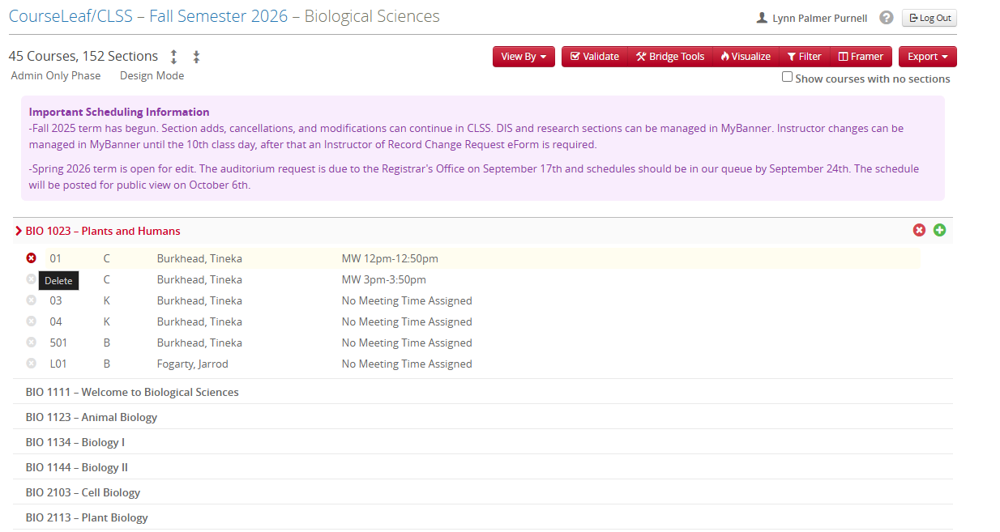 CourseLeaf/CLSS – Fall Semester 2026 – Biological Sciences
Lynn Palmer Purnell ? Log Out
45 Courses, 152 Sections
View By Validate Bridge Tools Visualize Filter Framer Export
Admin Only Phase Design Mode
Show courses with no sections
Important Scheduling Information
-Fall 2025 term has begun. Section adds, cancellations, and modifications can continue in CLSS. DIS and research sections can be managed in MyBanner. Instructor changes can be
managed in MyBanner until the 10th class day, after that an Instructor of Record Change Request eForm is required.
-Spring 2026 term is open for edit. The auditorium request is due to the Registrar's Office on September 17th and schedules should be in our queue by September 24th. The schedule
will be posted for public view on October 6th.
BIO 1023 – Plants and Humans
01 C Burkhead, Tineka MW 12pm-12:50pm
Delete C Burkhead, Tineka MW 3pm-3:50pm
03 K Burkhead, Tineka No Meeting Time Assigned
04 K Burkhead, Tineka No Meeting Time Assigned
501 B Burkhead, Tineka No Meeting Time Assigned
L01 B Fogarty, Jarrod No Meeting Time Assigned
BIO 1111 – Welcome to Biological Sciences
BIO 1123 – Animal Biology
BIO 1134 – Biology I
BIO 1144 – Biology II
BIO 2103 – Cell Biology
BIO 2113 – Plant Biology